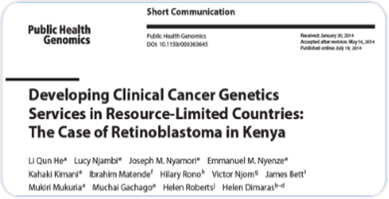 Short Communication
Public Health
Genomics
Public Health Genomics
DOI: 10.1159/000363645
Received: January 30, 2014
Accepted after revision: May 16, 2014
Published online: July 18, 2014
Developing Clinical Cancer Genetics
Services in Resource-Limited Countries:
The Case of Retinoblastoma in Kenya
Li Qun He Lucy Njambi Joseph M. Nyamori Emmanuel M. Nyenze
Kahaki Kimani Ibrahim Matende Hilary Rono Victor Njom James Bett
Mukiri Mukuria Muchai Gachago Helen Roberts Helen Dimaras